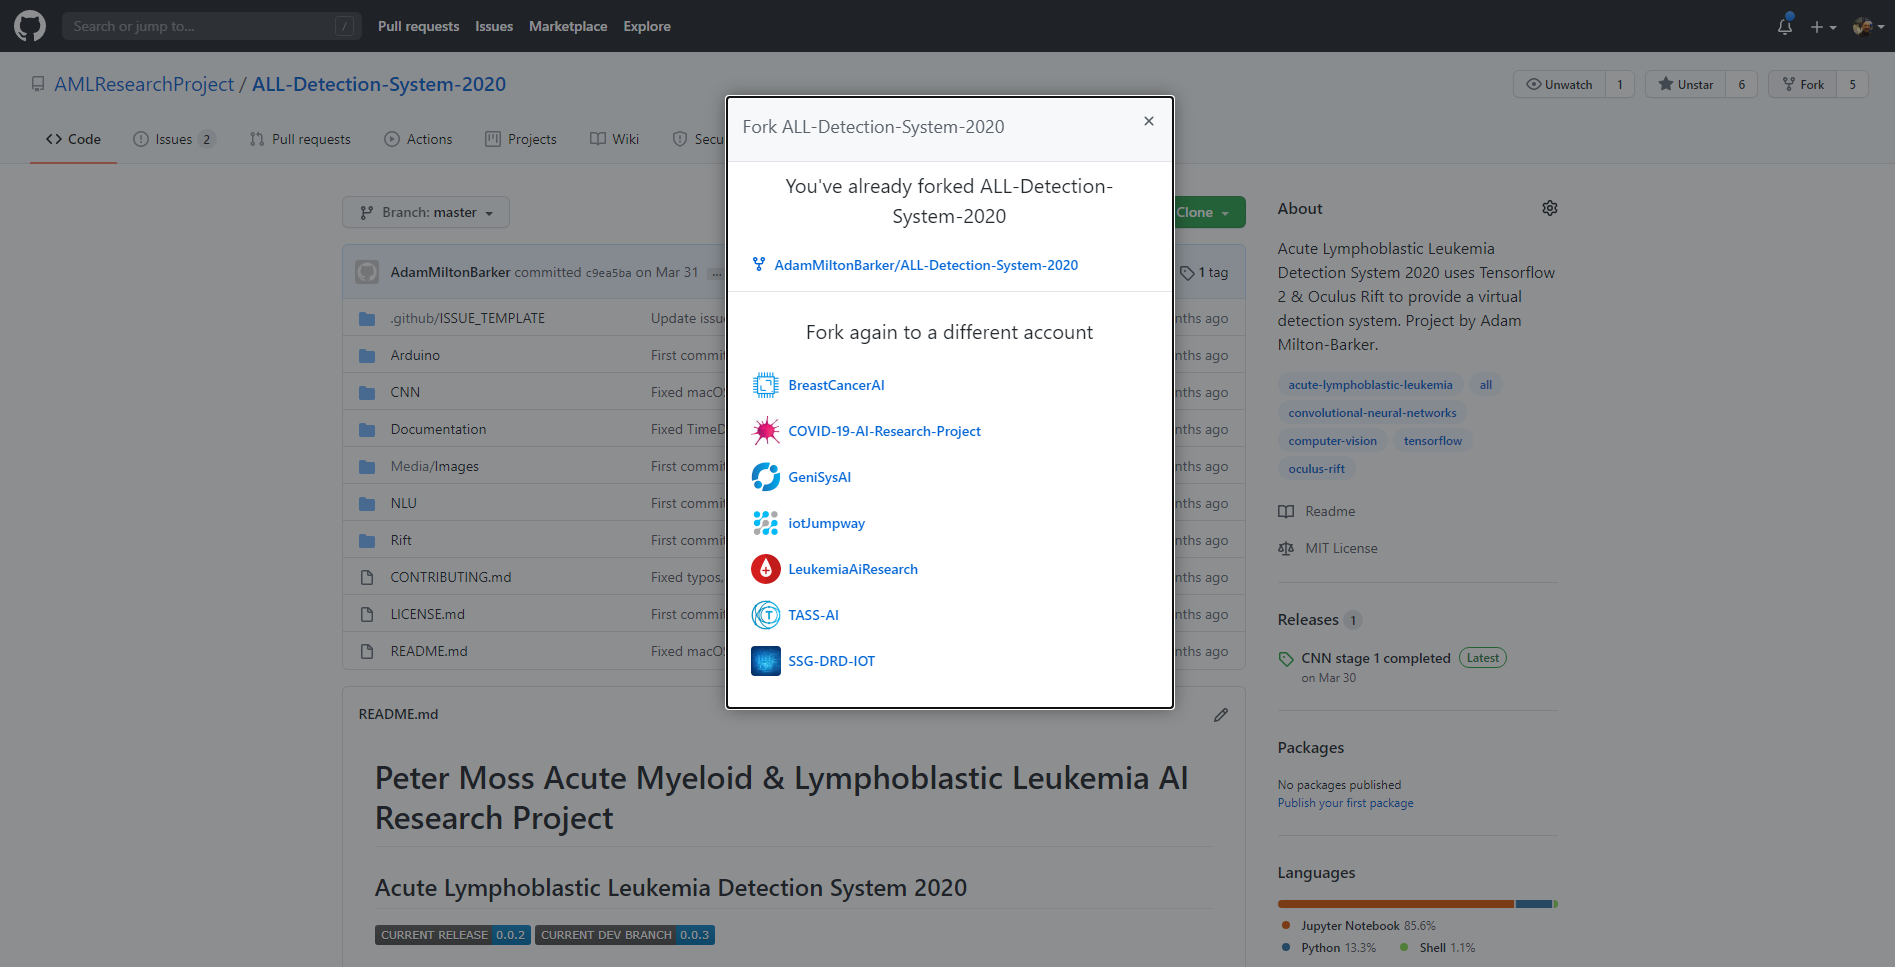 Search or jump to...
/
Pull requests
Issues
Marketplace
Explore
AMLResearchProject / ALL-Detection-System-2020
Unwatch 1
Unstar 6
Fork 5
Code
Issues 2
Pull requests
Actions
Projects
Wiki
Secu
Fork ALL-Detection-System-2020
×
You've already forked ALL-Detection-
System-2020
AdamMiltonBarker/ALL-Detection-System-2020
Fork again to a different account
BreastCancerAI
COVID-19-AI-Research-Project
GeniSysAI
iotJumpway
LeukemiaAiResearch
TASS-AI
SSG-DRD-IOT
Branch: master
Clone
AdamMiltonBarker committed c9ea5ba on Mar 31 ...
1 tag
.github/ISSUE_TEMPLATE Update issu nths ago
Arduino First commit nths ago
CNN Fixed macOS nths ago
Documentation Fixed TimeD nths ago
Media/Images First commit nths ago
NLU First commit nths ago
Rift First commit nths ago
CONTRIBUTING.md Fixed typos, nths ago
LICENSE.md First commit nths ago
README.md Fixed macOS nths ago
README.md
Peter Moss Acute Myeloid & Lymphoblastic Leukemia AI
Research Project
Acute Lymphoblastic Leukemia Detection System 2020
CURRENT RELEASE 0.0.2 CURRENT DEV BRANCH 0.0.3
About
Acute Lymphoblastic Leukemia
Detection System 2020 uses Tensorflow
2 & Oculus Rift to provide a virtual
detection system. Project by Adam
Milton-Barker.
acute-lymphoblastic-leukemia all
convolutional-neural-networks
computer-vision tensorflow
oculus-rift
Readme
MIT License
Releases 1
CNN stage 1 completed Latest
on Mar 30
Packages
No packages published
Publish your first package
Languages
Jupyter Notebook 85.6%
Python 13.3% Shell 1.1%